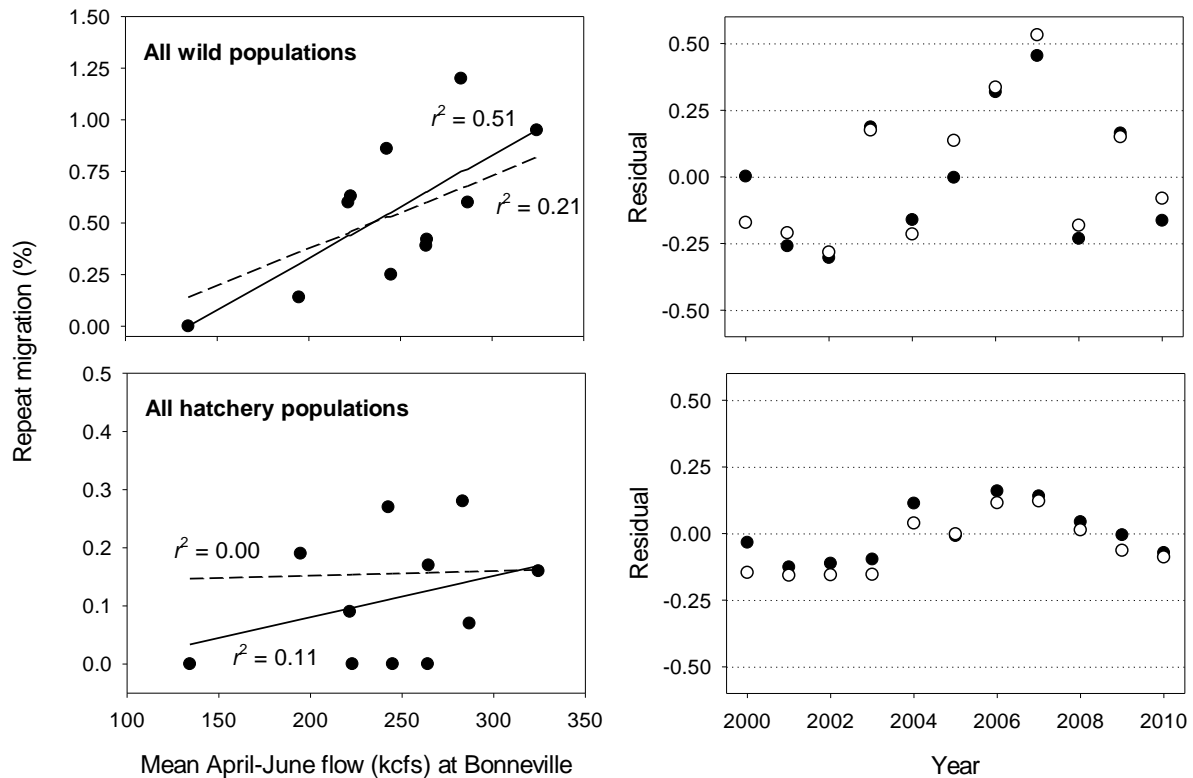 Repeat migration (%)
1.50
1.25
1.00
0.75
0.50
0.25
0.00
All wild populations
r² = 0.51
r² = 0.21
Residual
0.50
0.25
0.00
-0.25
-0.50
0.5
0.4
0.3
0.2
0.1
0.0
All hatchery populations
r² = 0.00
r² = 0.11
100 150 200 250 300 350
Mean April-June flow (kcfs) at Bonneville
Residual
0.50
0.25
0.00
-0.25
-0.50
2000 2002 2004 2006 2008 2010
Year